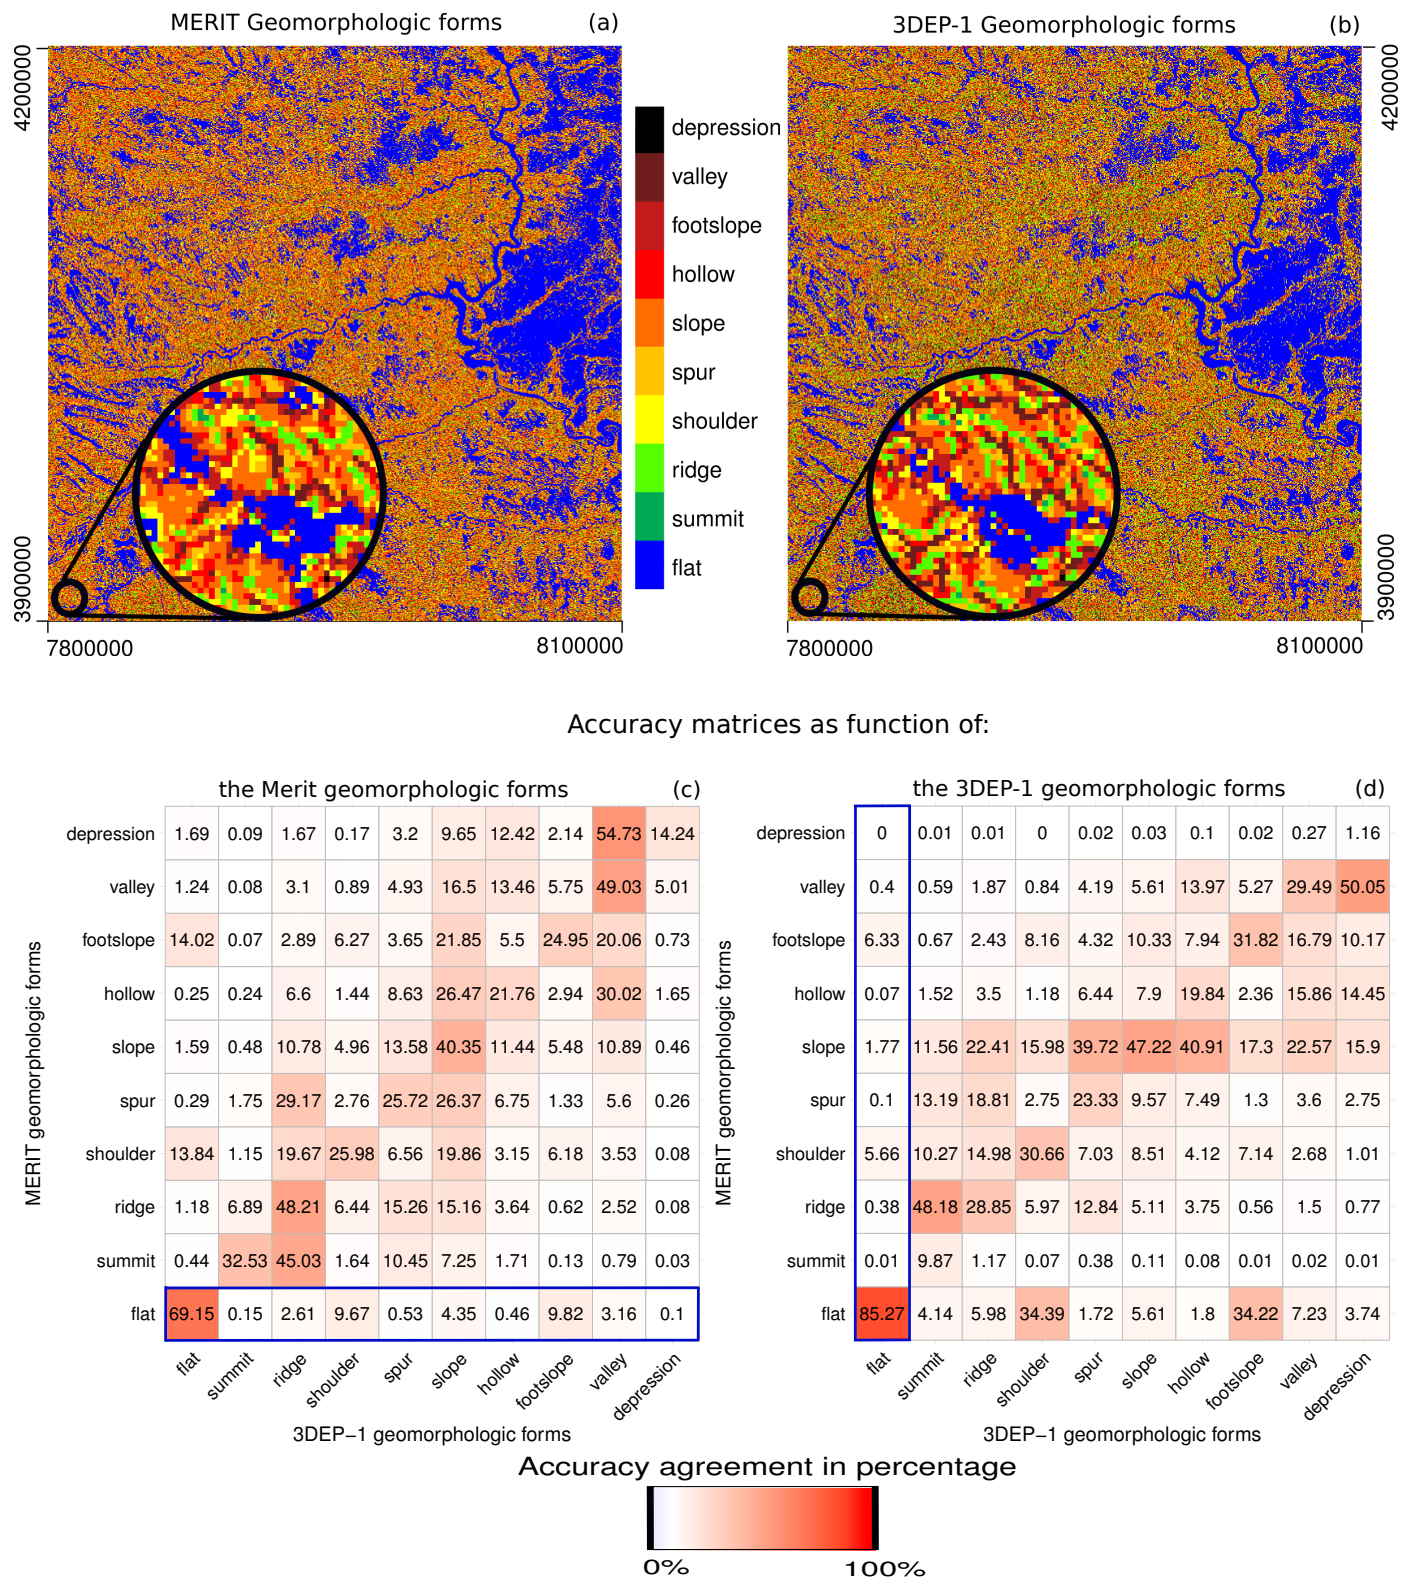 MERIT Geomorphologic forms (a)
3DEP-1 Geomorphologic forms (b)
4200000
3900000
7800000 8100000
depression
valley
footslope
hollow
slope
spur
shoulder
ridge
summit
flat
4200000
3900000
7800000 8100000
Accuracy matrices as function of:
the Merit geomorphologic forms (c)
MERIT geomorphologic forms
depression 1.69 0.09 1.67 0.17 3.2 9.65 12.42 2.14 54.73 14.24
valley 1.24 0.08 3.1 0.89 4.93 16.5 13.46 5.75 49.03 5.01
footslope 14.02 0.07 2.89 6.27 3.65 21.85 5.5 24.95 20.06 0.73
hollow 0.25 0.24 6.6 1.44 8.63 26.47 21.76 2.94 30.02 1.65
slope 1.59 0.48 10.78 4.96 13.58 40.35 11.44 5.48 10.89 0.46
spur 0.29 1.75 29.17 2.76 25.72 26.37 6.75 1.33 5.6 0.26
shoulder 13.84 1.15 19.67 25.98 6.56 19.86 3.15 6.18 3.53 0.08
ridge 1.18 6.89 48.21 6.44 15.26 15.16 3.64 0.62 2.52 0.08
summit 0.44 32.53 45.03 1.64 10.45 7.25 1.71 0.13 0.79 0.03
flat 69.15 0.15 2.61 9.67 0.53 4.35 0.46 9.82 3.16 0.1
flat summit ridge shoulder spur slope hollow footslope valley depression
3DEP−1 geomorphologic forms
the 3DEP-1 geomorphologic forms (d)
MERIT geomorphologic forms
depression 0 0.01 0.01 0 0.02 0.03 0.1 0.02 0.27 1.16
valley 0.4 0.59 1.87 0.84 4.19 5.61 13.97 5.27 29.49 50.05
footslope 6.33 0.67 2.43 8.16 4.32 10.33 7.94 31.82 16.79 10.17
hollow 0.07 1.52 3.5 1.18 6.44 7.9 19.84 2.36 15.86 14.45
slope 1.77 11.56 22.41 15.98 39.72 47.22 40.91 17.3 22.57 15.9
spur 0.1 13.19 18.81 2.75 23.33 9.57 7.49 1.3 3.6 2.75
shoulder 5.66 10.27 14.98 30.66 7.03 8.51 4.12 7.14 2.68 1.01
ridge 0.38 48.18 28.85 5.97 12.84 5.11 3.75 0.56 1.5 0.77
summit 0.01 9.87 1.17 0.07 0.38 0.11 0.08 0.01 0.02 0.01
flat 85.27 4.14 5.98 34.39 1.72 5.61 1.8 34.22 7.23 3.74
flat summit ridge shoulder spur slope hollow footslope valley depression
3DEP−1 geomorphologic forms
Accuracy agreement in percentage
0% 100%